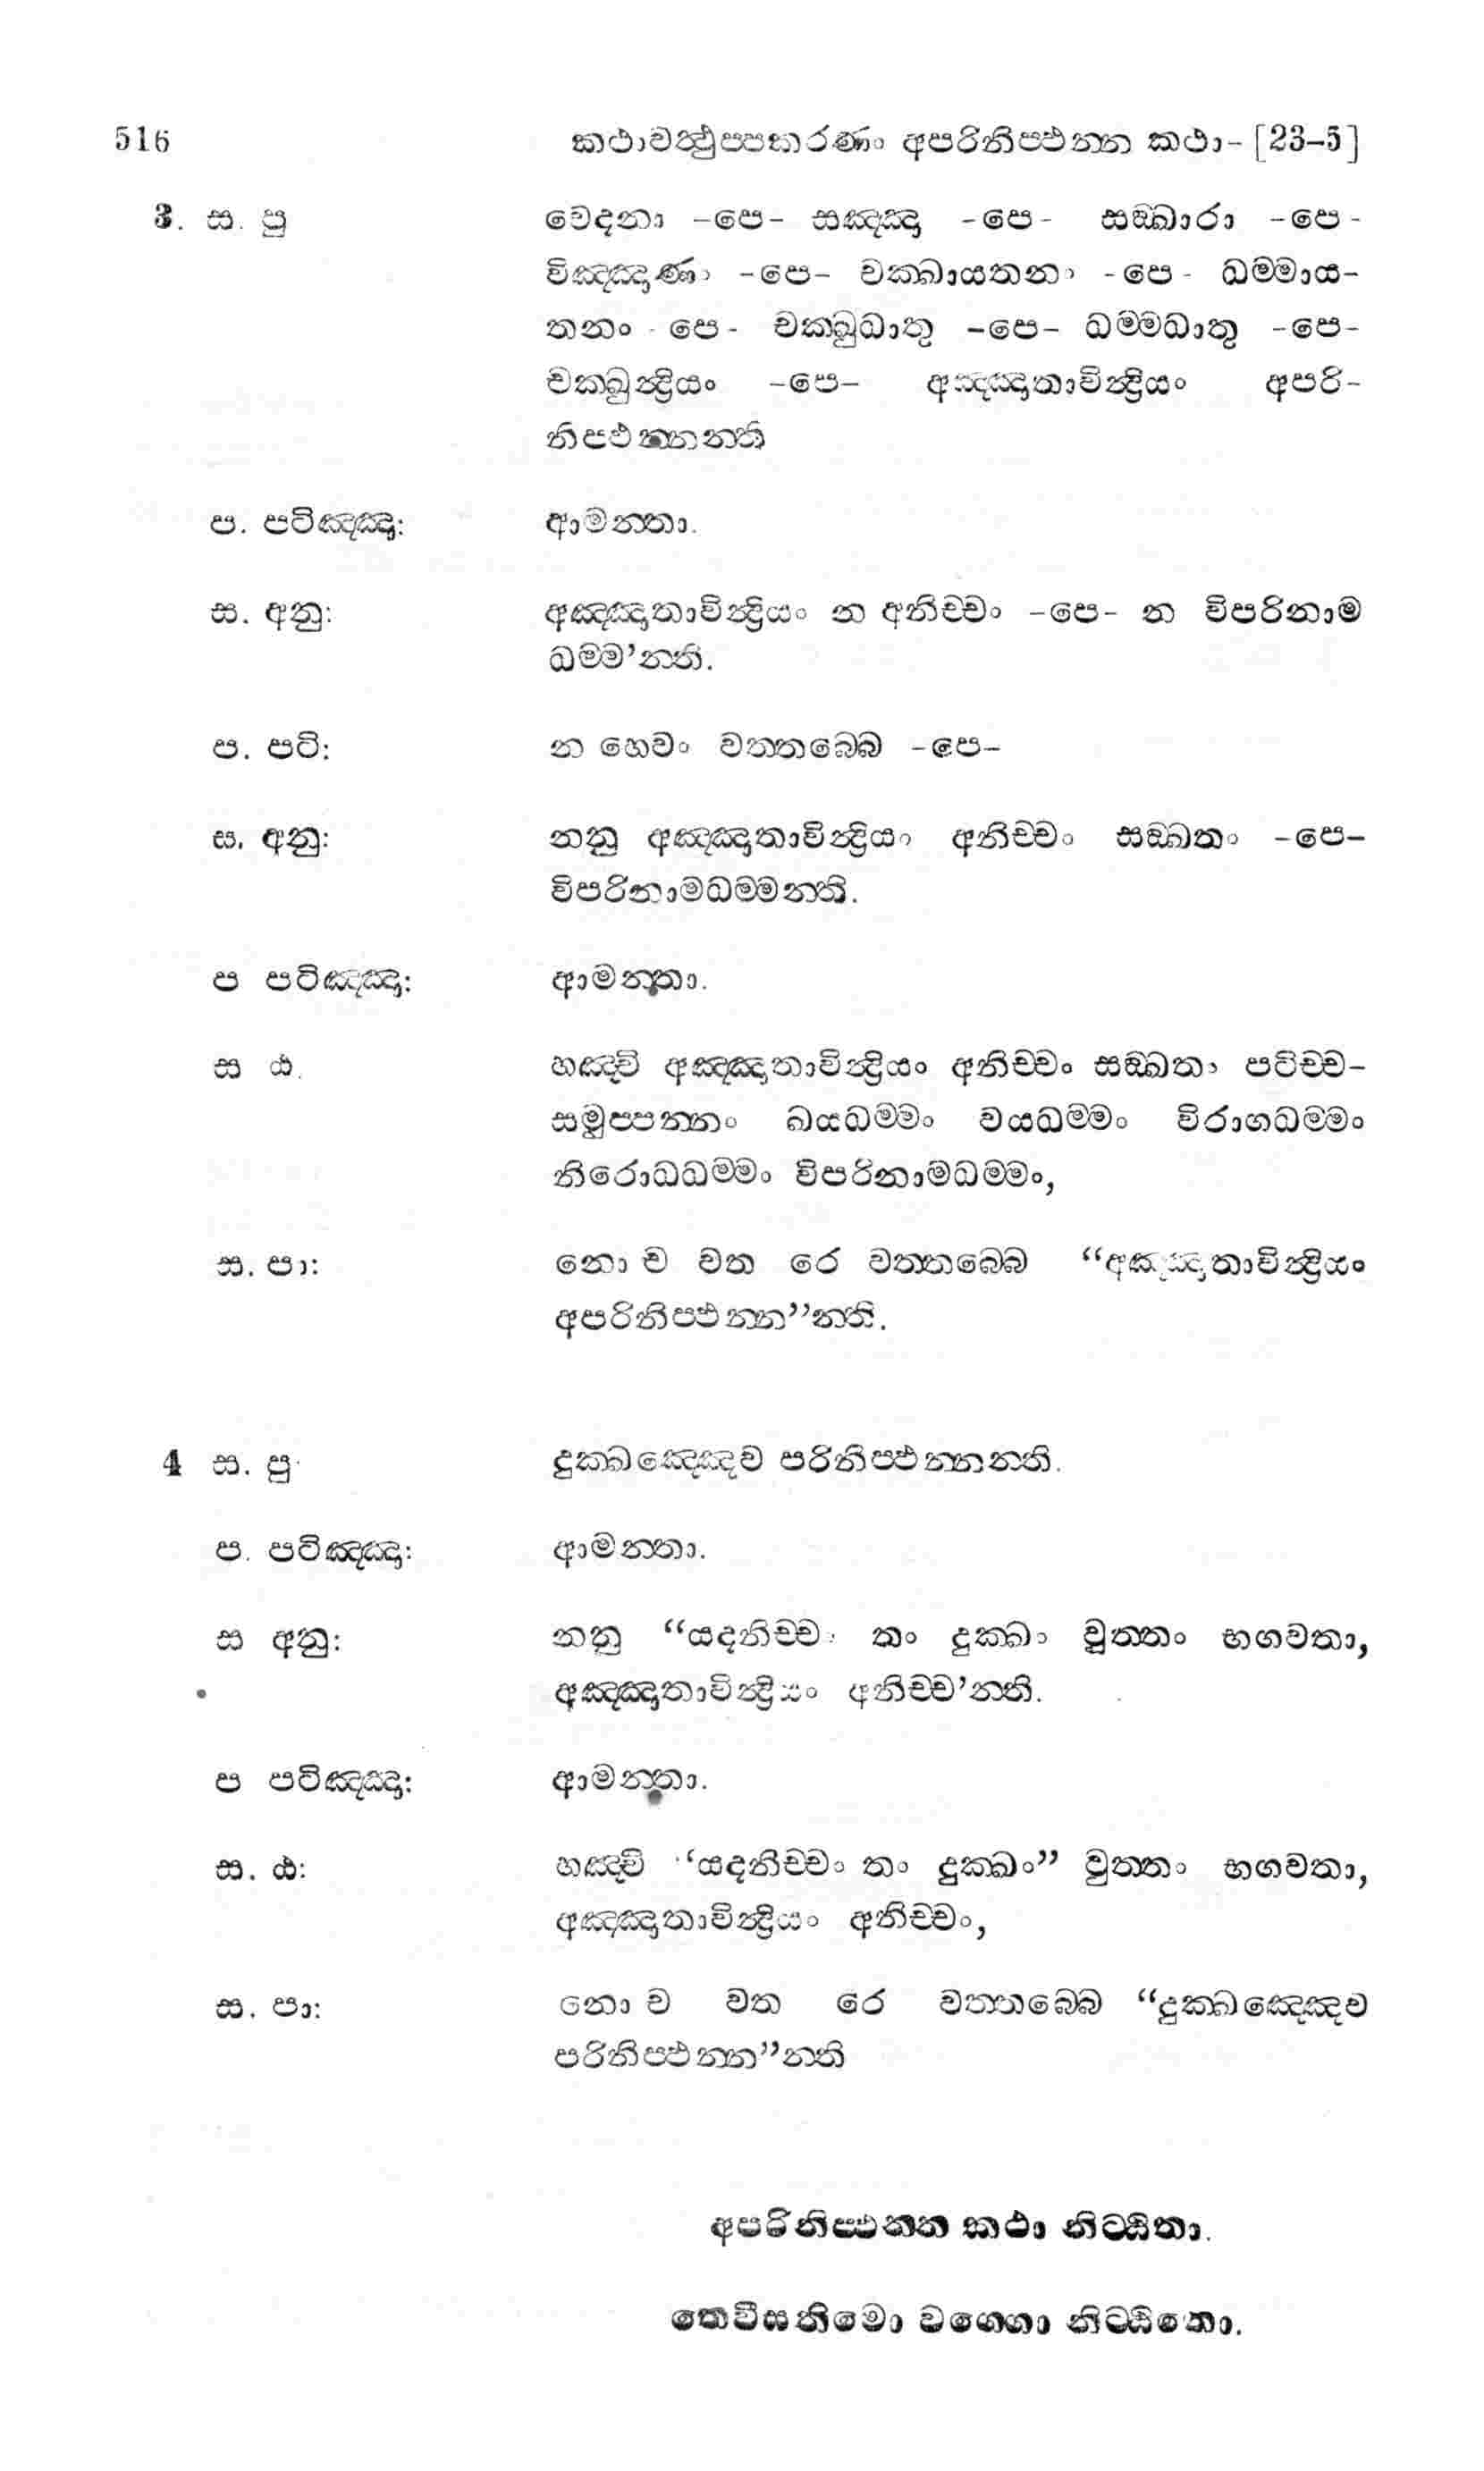 516 කථාවත්ථුප්පකරණං අපරිනිප්ඵන්න කථා- [23-5]
3. ස. පු වෙදනා -පෙ- සඤ්ඤා -පෙ- සඞ්ඛාරා -පෙ-
විඤ්ඤාණං -පෙ- චක්ඛායතනං -පෙ- ධම්මාය-
තනං - පෙ- චක්ඛුධාතු -පෙ- ධම්මධාතු -පෙ-
චක්ඛුන්ද්‍රියං -පෙ- අඤ්ඤාතාවින්ද්‍රියං අපරි-
නිප්ඵන්නන්ති
ප. පටිඤ්ඤා: ආමන්තා.
ස. අනු: අඤ්ඤාතාවින්ද්‍රියං න අනිච්චං -පෙ- න විපරිනාම
ධම්ම'න්ති.
ප. පටි: න හෙවං වත්තබ්බෙ -පෙ-
ස. අනු: නනු අඤ්ඤාතාවින්ද්‍රියං අනිච්චං සඞ්ඛතං -පෙ-
විපරිනාමධම්මන්ති.
ප පටිඤ්ඤා: ආමන්තා.
ස ඨ. හඤ්චි අඤ්ඤාතාවින්ද්‍රියං අනිච්චං සඞ්ඛතං පටිච්ච-
සමුප්පන්නං ඛයධම්මං වයධම්මං විරාගධම්මං
නිරොධධම්මං විපරිනාමධම්මං,
ස. පා: නො ච වත රෙ වත්තබ්බෙ “අඤ්ඤාතාවින්ද්‍රියං
අපරිනිප්ඵන්න”න්ති.
4 ස. පු දුක්ඛඤ්ඤෙව පරිනිප්ඵන්නන්ති.
ප. පටිඤ්ඤා: ආමන්තා.
ස අනු: නනු “යදනිච්චං තං දුක්ඛං වුත්තං භගවතා,
අඤ්ඤාතාවින්ද්‍රියං අනිච්ච'න්ති.
ප පටිඤ්ඤා: ආමන්තා.
ස. ඨ: හඤ්චි “යදනිච්චං තං දුක්ඛං” වුත්තං භගවතා,
අඤ්ඤාතාවින්ද්‍රියං අනිච්චං,
ස. පා: නො ච වත රෙ වත්තබ්බෙ “දුක්ඛඤ්ඤෙව
පරිනිප්ඵන්න”න්ති
අපරිනිප්ඵන්න කථා නිට්ඨිතා.
තෙවීසතිමො වග්ගො නිට්ඨිතො.